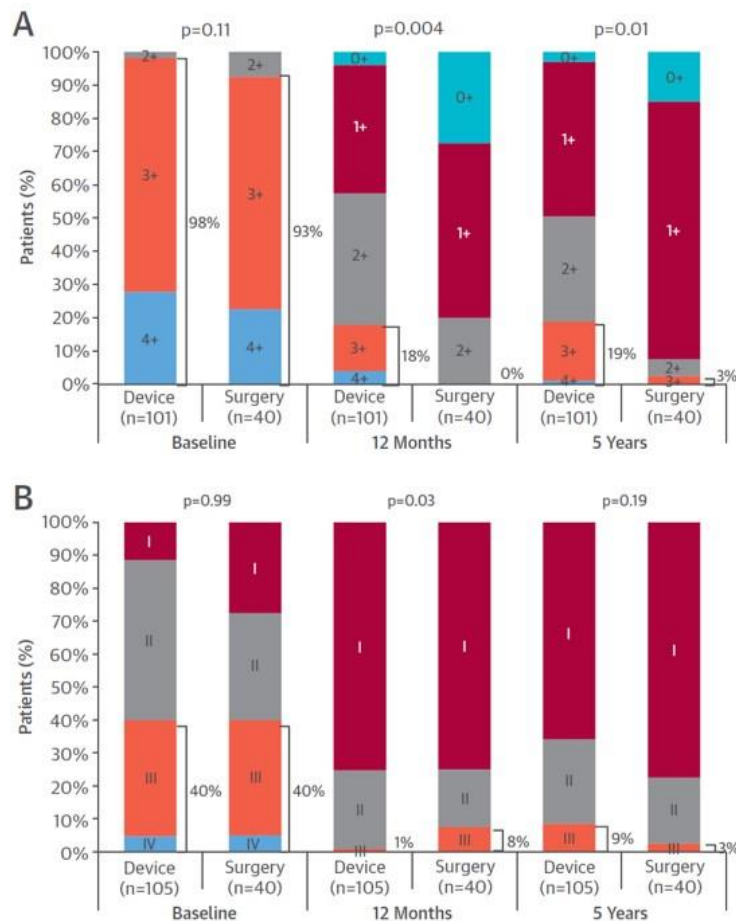 A
p=0.11 p=0.004 p=0.01
100%
90%
80%
70%
60%
50%
40%
30%
20%
10%
0%
Patients (%)
2+ 2+ 0+ 0+ 0+ 0+
3+ 3+ 1+ 1+ 1+ 1+
4+ 4+ 2+ 2+ 2+ 2+
3+ 3+ 3+
4+ 4+
98% 93% 18% 0% 19% 3%
Device Surgery Device Surgery Device Surgery
(n=101) (n=40) (n=101) (n=40) (n=101) (n=40)
Baseline 12 Months 5 Years
B
p=0.99 p=0.03 p=0.19
100%
90%
80%
70%
60%
50%
40%
30%
20%
10%
0%
Patients (%)
I I I I I I
II II II II II II
III III III III III III
IV IV
40% 40% 1% 8% 9% 3%
Device Surgery Device Surgery Device Surgery
(n=105) (n=40) (n=105) (n=40) (n=105) (n=40)
Baseline 12 Months 5 Years